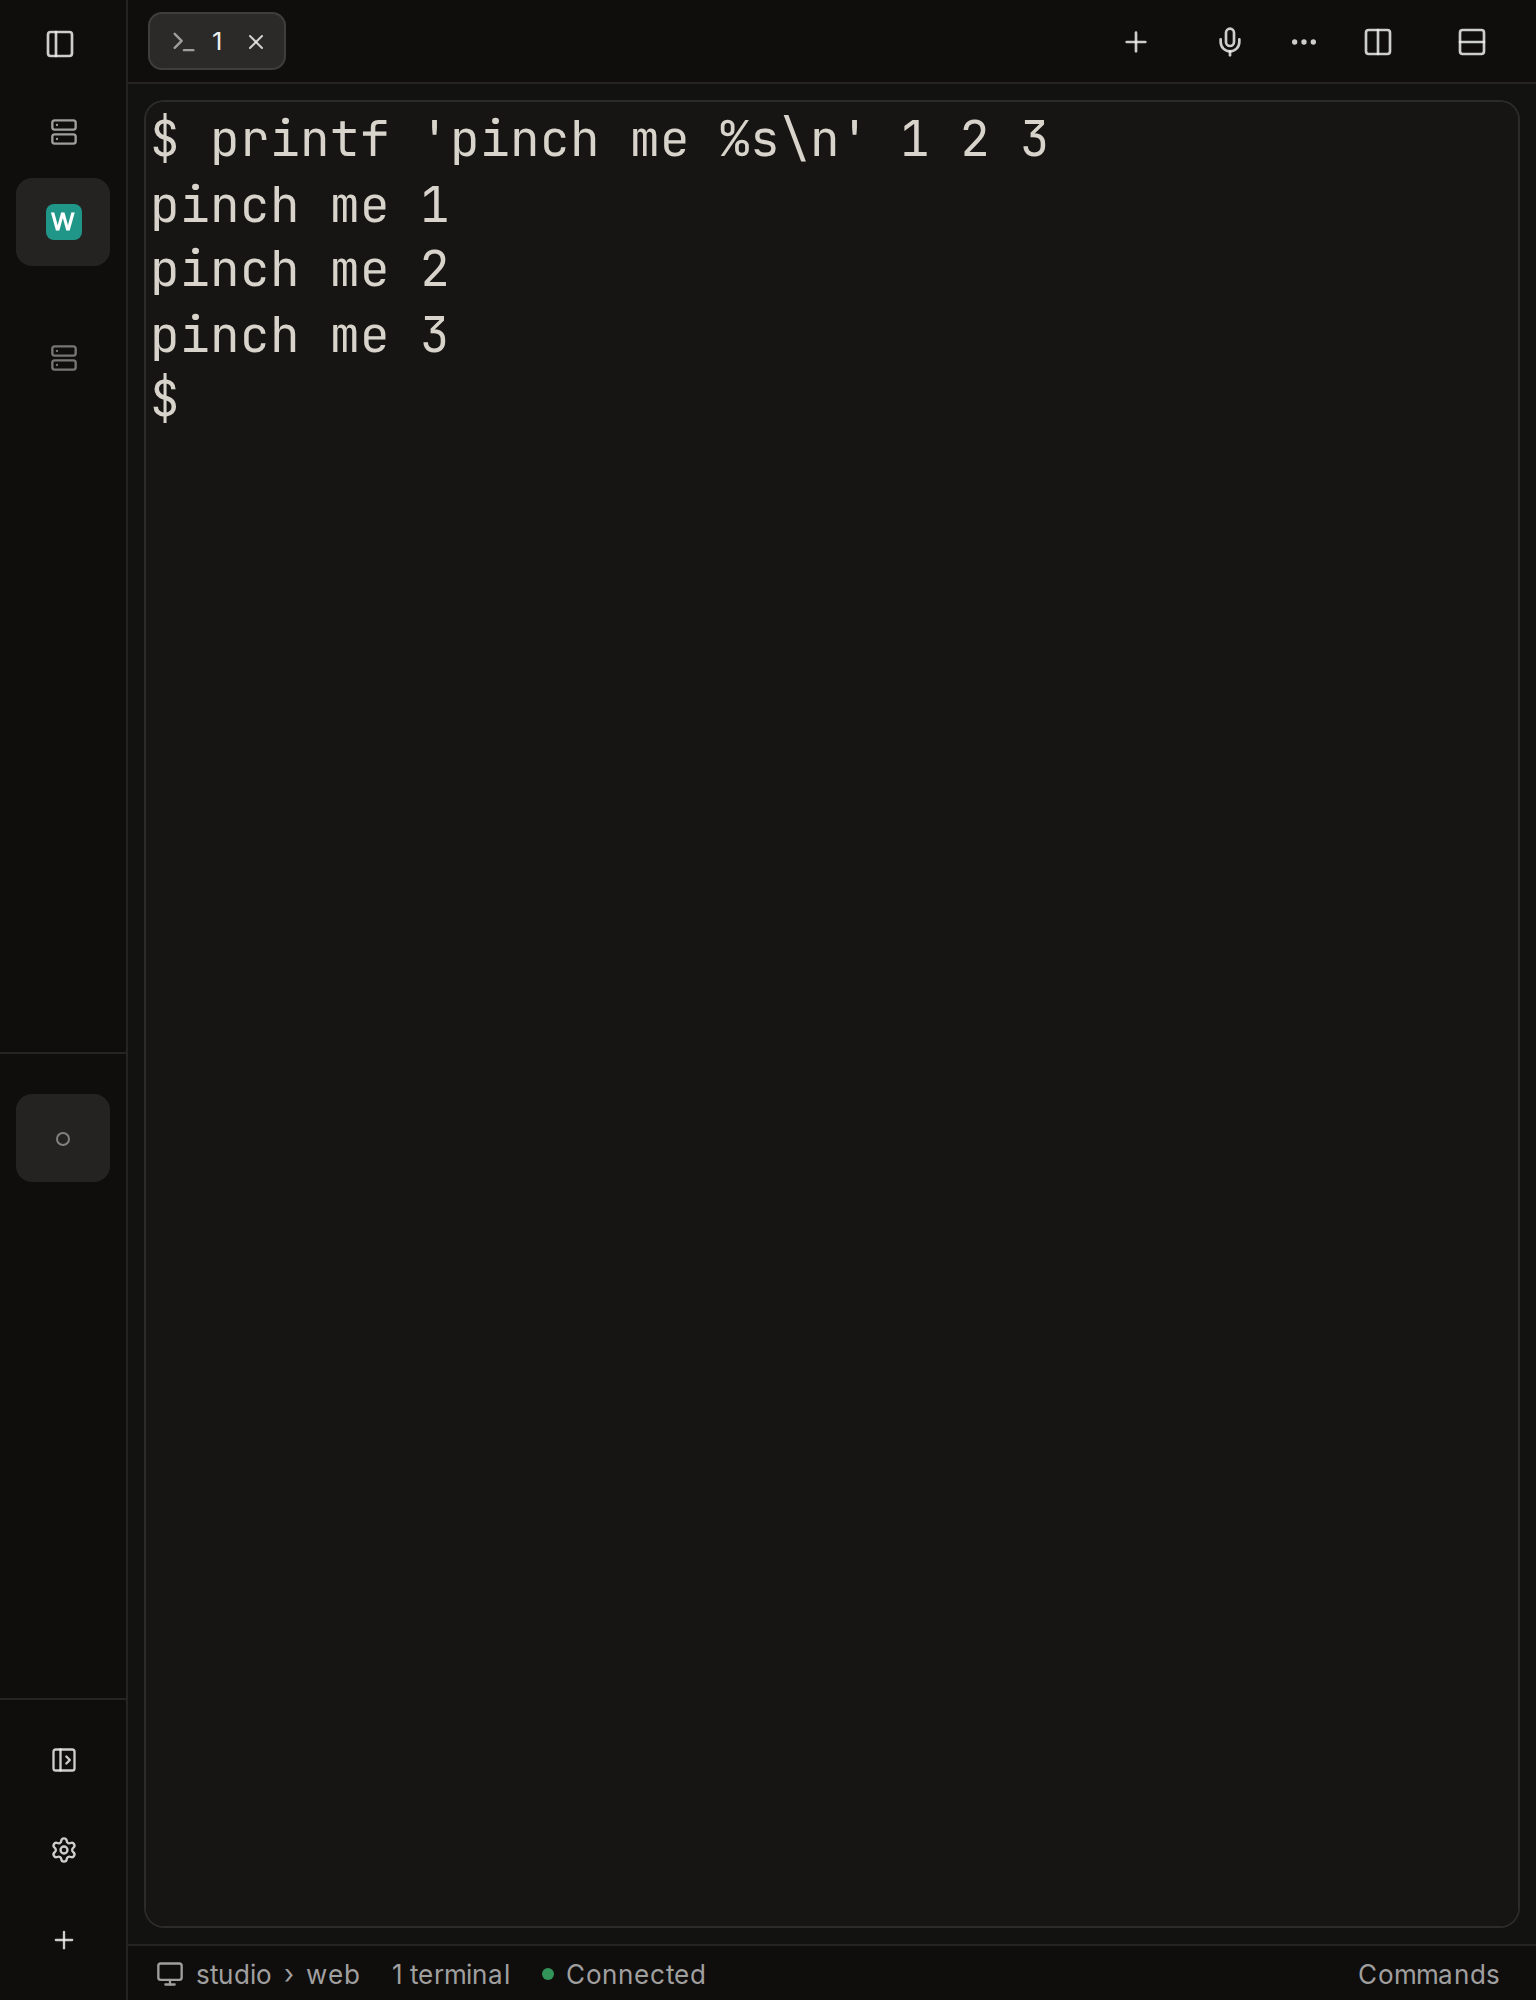 1
$ printf 'pinch me %s\n' 1 2 3
pinch me 1
pinch me 2
pinch me 3
$
W
studio › web 1 terminal Connected Commands